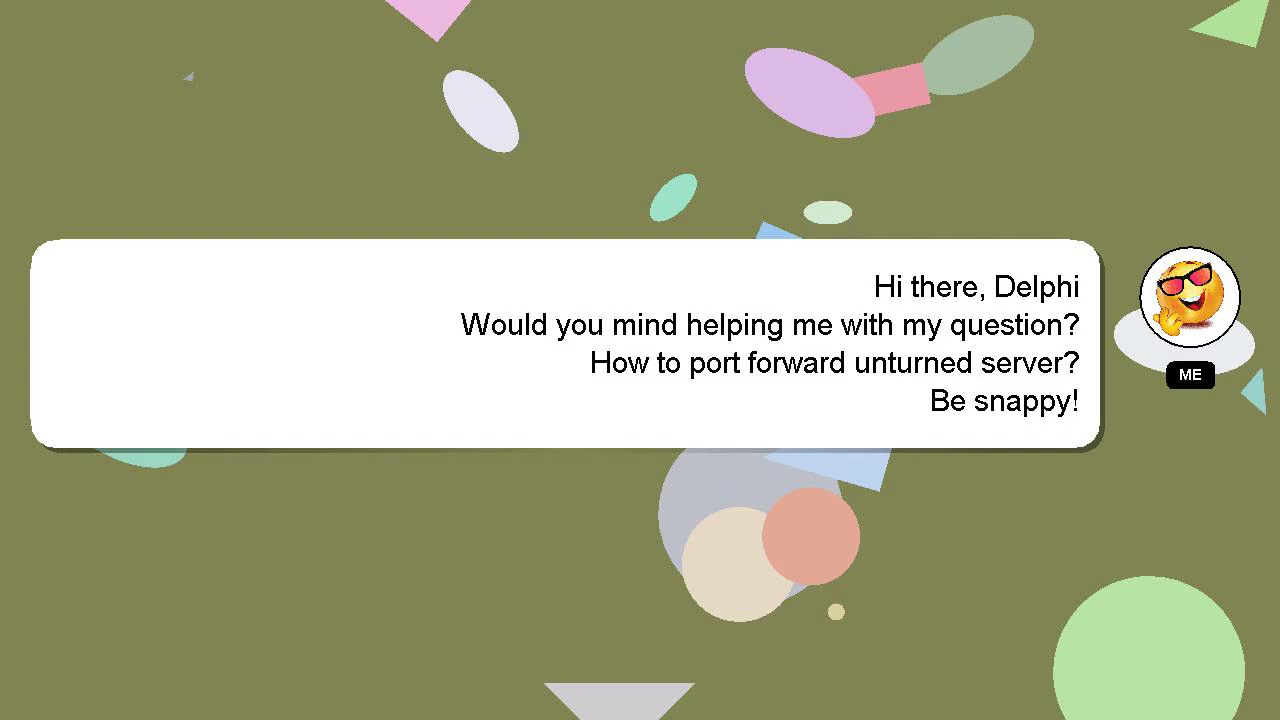 Hi there, Delphi
Would you mind helping me with my question?
How to port forward unturned server?
Be snappy!
ME